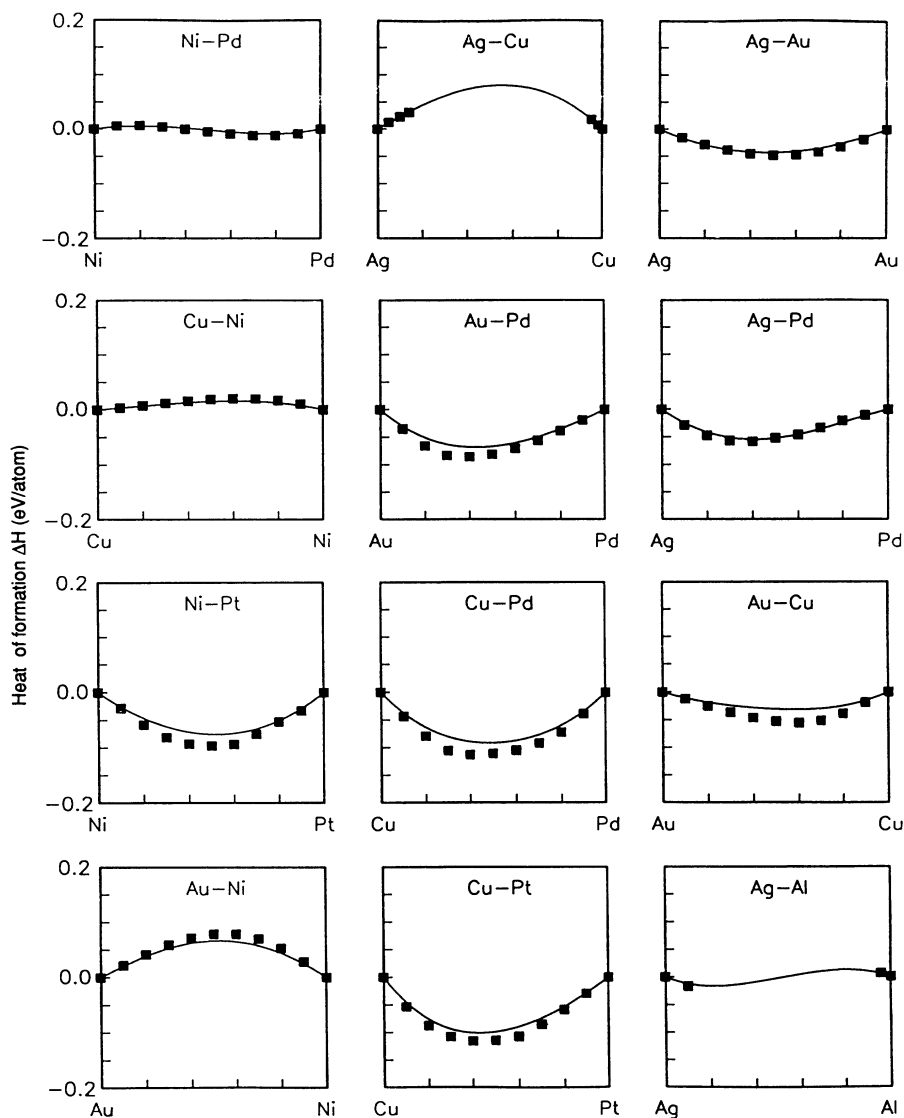 0.2
Ni–Pd
Ag–Cu
Ag–Au
0.0
−0.2
Ni
Pd
Ag
Cu
Ag
Au
0.2
Cu–Ni
Au–Pd
Ag–Pd
0.0
−0.2
Cu
Ni
Au
Pd
Ag
Pd
Heat of formation ΔH (eV/atom)
0.2
Ni–Pt
Cu–Pd
Au–Cu
0.0
−0.2
Ni
Pt
Cu
Pd
Au
Cu
0.2
Au–Ni
Cu–Pt
Ag–Al
0.0
−0.2
Au
Ni
Cu
Pt
Ag
Al